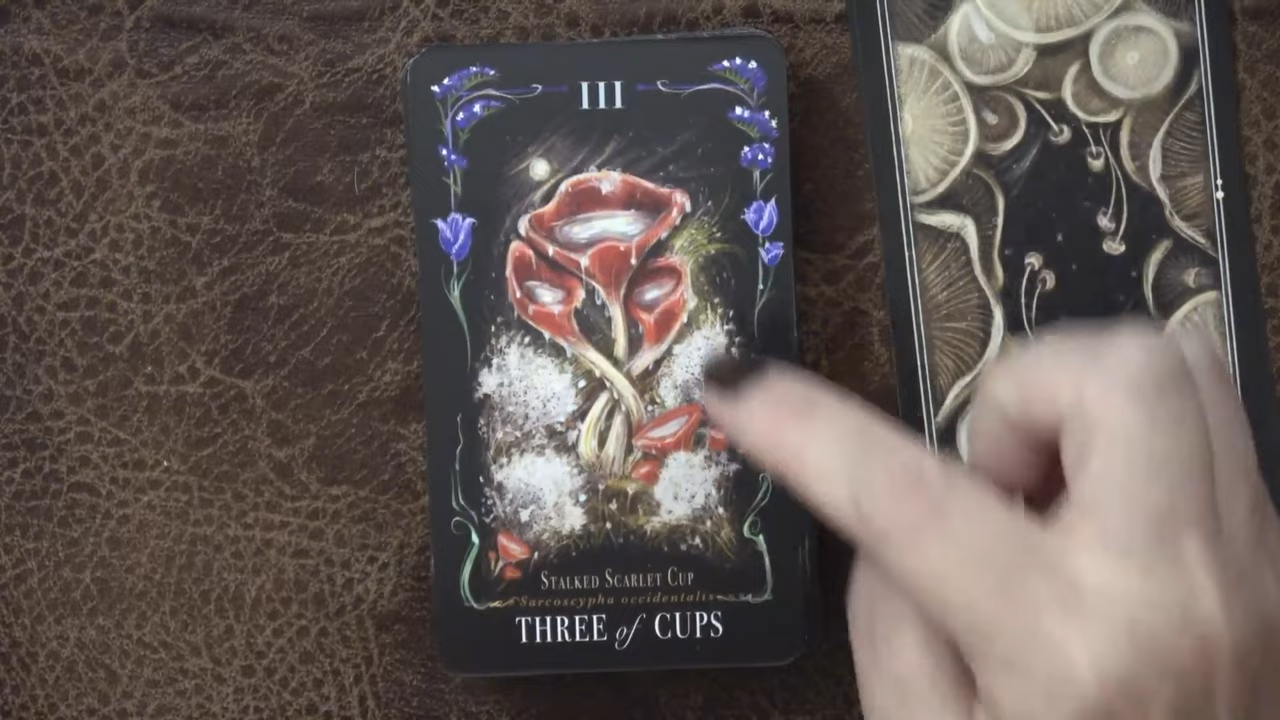 III
STALKED SCARLET CUP
Sarcoscypha occidentalis
THREE of CUPS